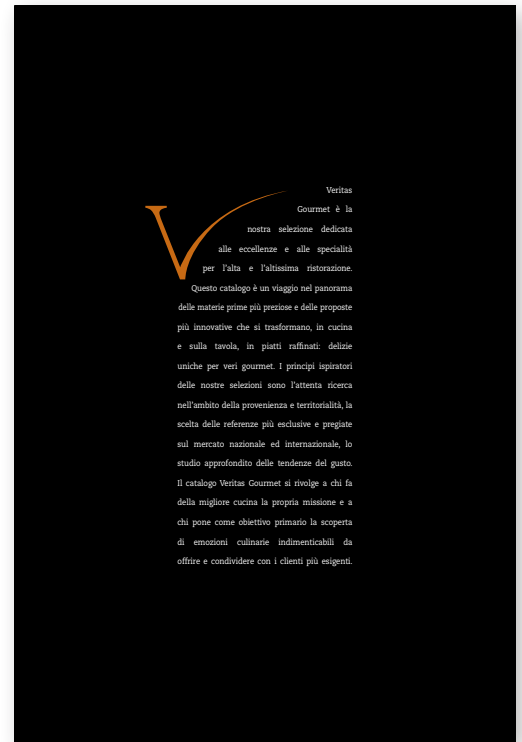 Veritas
Gourmet è la
nostra selezione dedicata
alle eccellenze e alle specialità
per l'alta e l'altissima ristorazione.
Questo catalogo è un viaggio nel panorama
delle materie prime più preziose e delle proposte
più innovative che si trasformano, in cucina
e sulla tavola, in piatti raffinati: delizie
uniche per veri gourmet. I principi ispiratori
delle nostre selezioni sono l'attenta ricerca
nell'ambito della provenienza e territorialità, la
scelta delle referenze più esclusive e pregiate
sul mercato nazionale ed internazionale, lo
studio approfondito delle tendenze del gusto.
Il catalogo Veritas Gourmet si rivolge a chi fa
della migliore cucina la propria missione e a
chi pone come obiettivo primario la scoperta
di emozioni culinarie indimenticabili da
offrire e condividere con i clienti più esigenti.